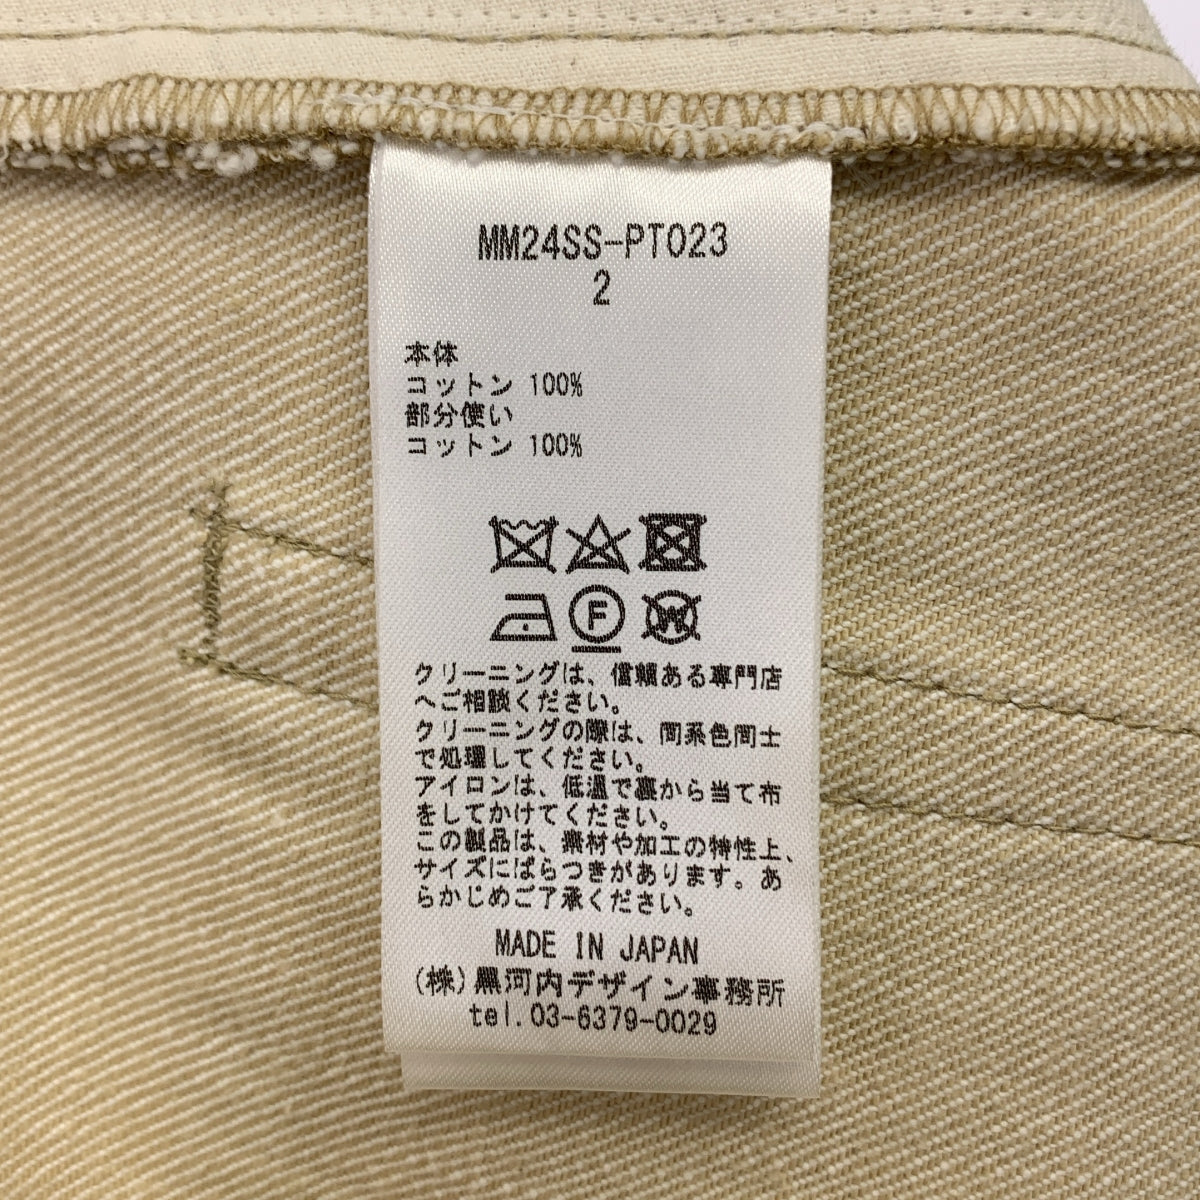 MM24SS-PT023
2
本体
コットン 100%
部分使い
コットン 100%
F
W
クリーニングは、信頼ある専門店
へご相談ください。
クリーニングの際は、同系色同士
で処理してください。
アイロンは、低温で裏から当て布
をしてかけてください。
この製品は、素材や加工の特性上、
サイズにばらつきがあります。あ
らかじめご了承ください。
MADE IN JAPAN
(株)黒河内デザイン事務所
tel.03-6379-0029